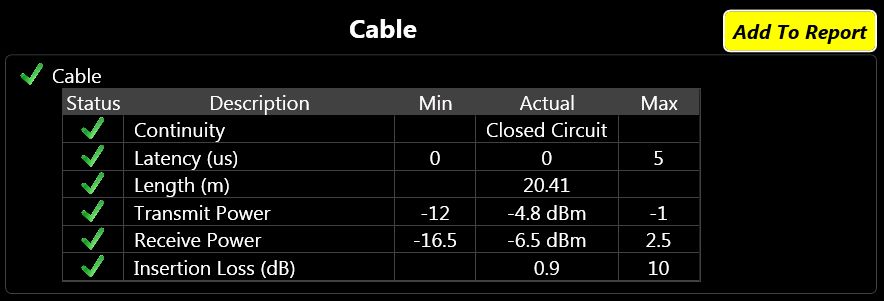 Cable
Add To Report
Cable
Status Description Min Actual Max
Continuity Closed Circuit
Latency (us) 0 0 5
Length (m) 20.41
Transmit Power -12 -4.8 dBm -1
Receive Power -16.5 -6.5 dBm 2.5
Insertion Loss (dB) 0.9 10